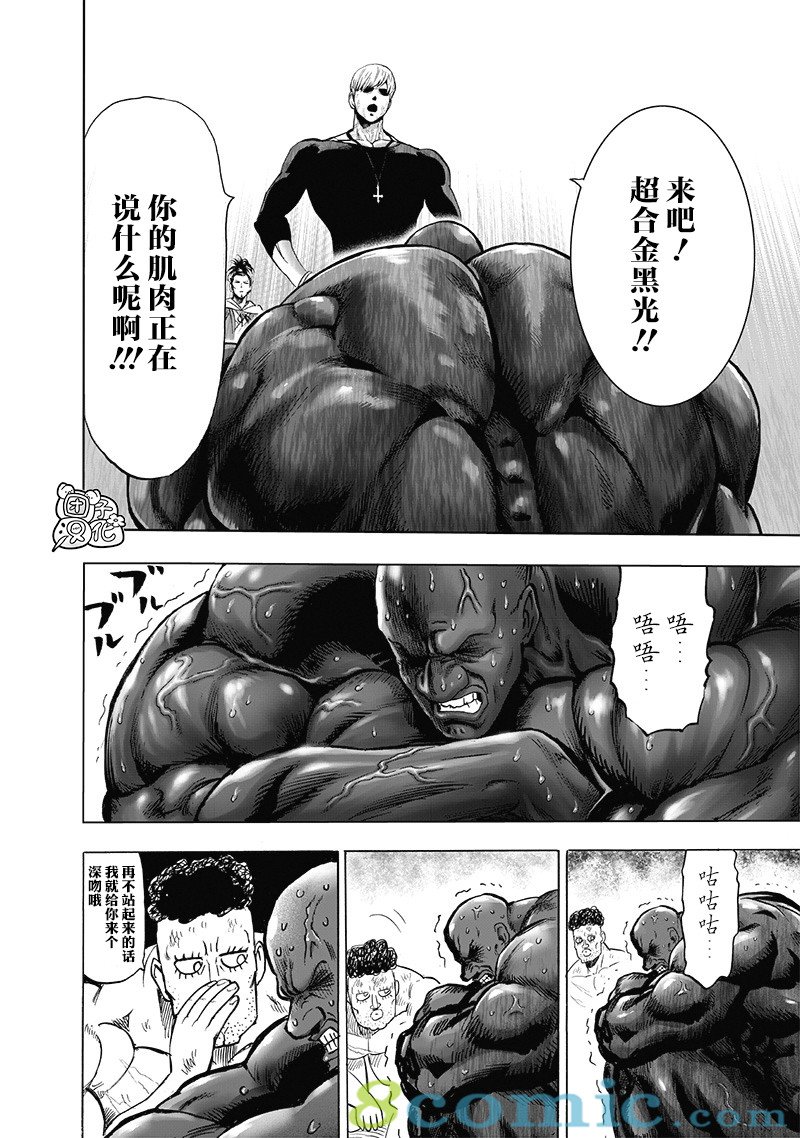 来吧！
超合金黑光!!
你的肌肉正在
说什么呢啊!!!
团子
汉化
唔…
唔唔…
ブル
ブル
咕咕咕…
再不站起来的话
我就给你来个
深吻哦
8comic.com